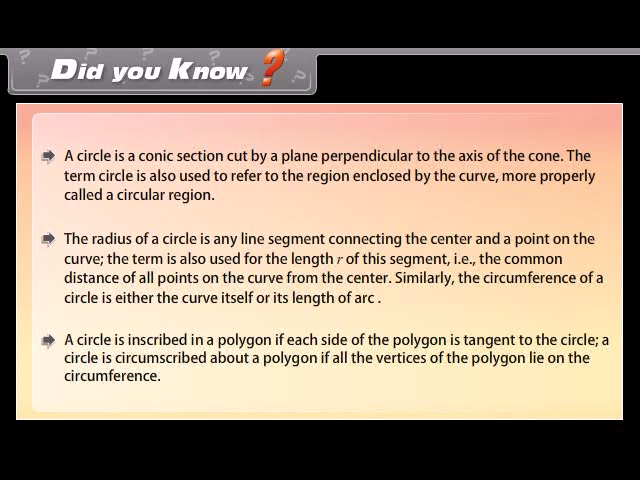 Did you Know ?
A circle is a conic section cut by a plane perpendicular to the axis of the cone. The
term circle is also used to refer to the region enclosed by the curve, more properly
called a circular region.
The radius of a circle is any line segment connecting the center and a point on the
curve; the term is also used for the length r of this segment, i.e., the common
distance of all points on the curve from the center. Similarly, the circumference of a
circle is either the curve itself or its length of arc .
A circle is inscribed in a polygon if each side of the polygon is tangent to the circle; a
circle is circumscribed about a polygon if all the vertices of the polygon lie on the
circumference.